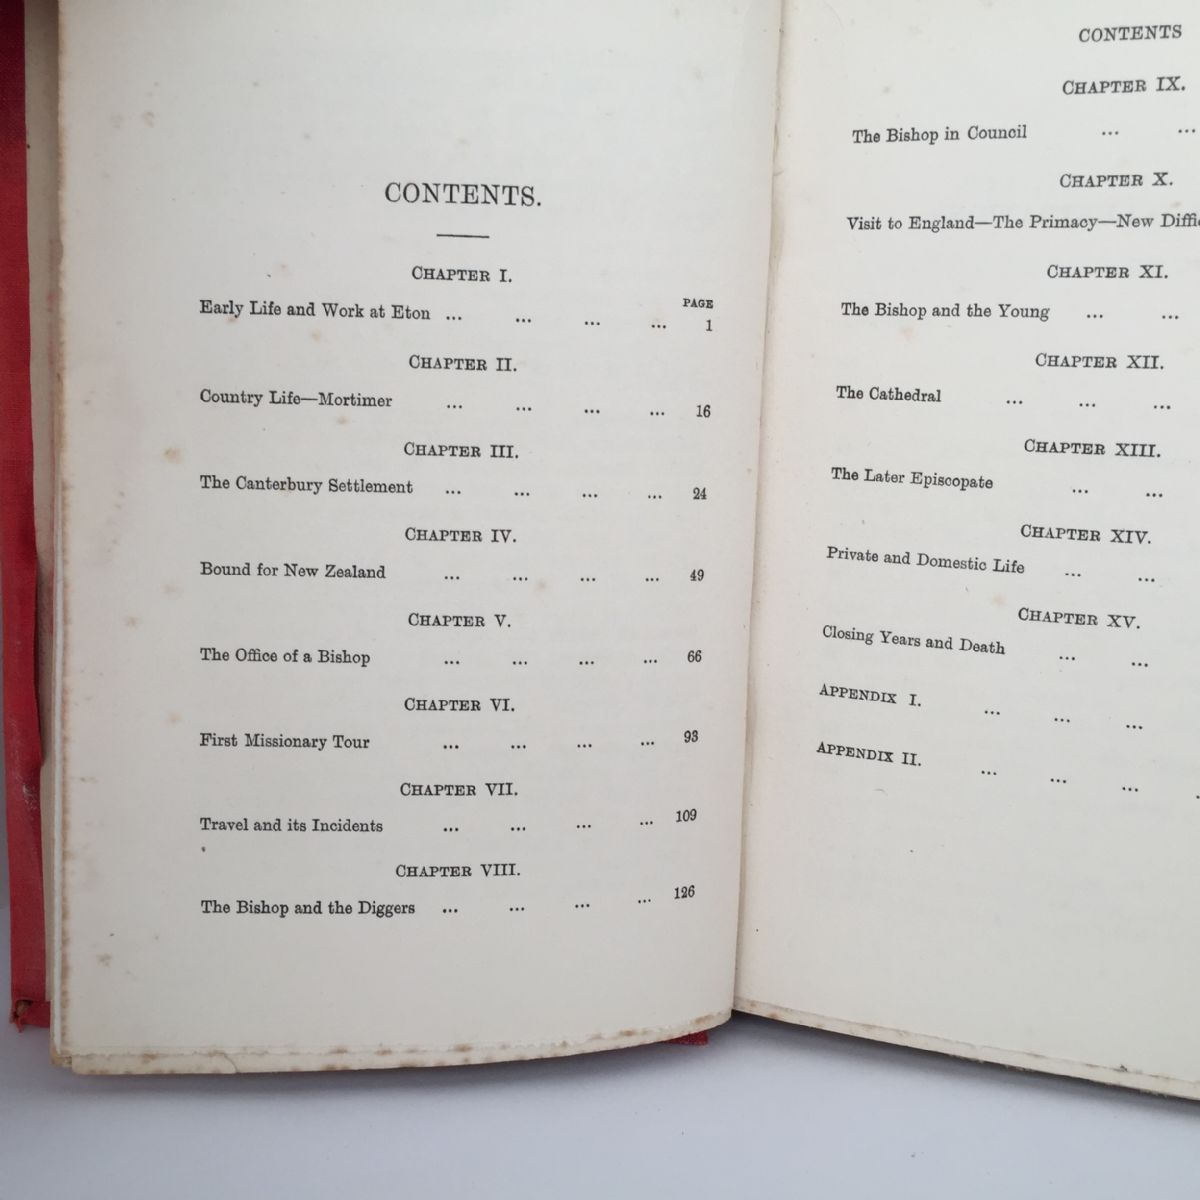 CONTENTS.
CHAPTER I.
PAGE
Early Life and Work at Eton ... ... ... ... 1
CHAPTER II.
Country Life—Mortimer ... ... ... ... 16
CHAPTER III.
The Canterbury Settlement ... ... ... ... 24
CHAPTER IV.
Bound for New Zealand ... ... ... ... 49
CHAPTER V.
The Office of a Bishop ... ... ... ... 66
CHAPTER VI.
First Missionary Tour ... ... ... ... 93
CHAPTER VII.
Travel and its Incidents ... ... ... ... 109
CHAPTER VIII.
The Bishop and the Diggers ... ... ... ... 126
CONTENTS
CHAPTER IX.
The Bishop in Council ... ...
CHAPTER X.
Visit to England—The Primacy—New
CHAPTER XI.
The Bishop and the Young ... ...
CHAPTER XII.
The Cathedral ... ... ...
CHAPTER XIII.
The Later Episcopate ... ...
CHAPTER XIV.
Private and Domestic Life ... ...
CHAPTER XV.
Closing Years and Death ... ...
APPENDIX I. ... ... ...
APPENDIX II. ... ... ...